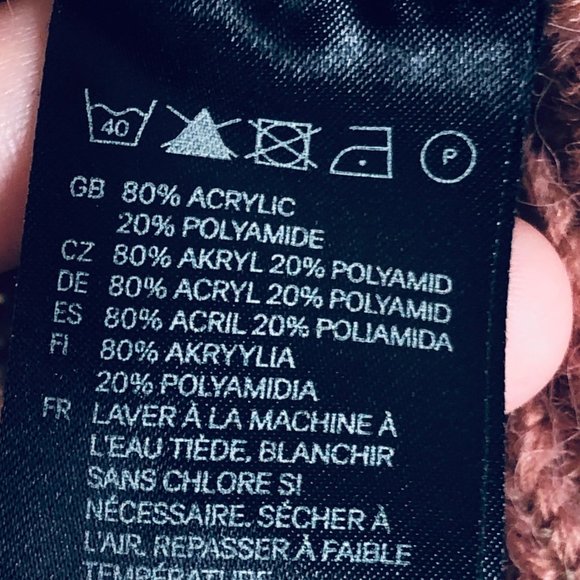 40
P
GB 80% ACRYLIC
20% POLYAMIDE
CZ 80% AKRYL 20% POLYAMID
DE 80% ACRYL 20% POLYAMID
ES 80% ACRIL 20% POLIAMIDA
FI 80% AKRYYLIA
20% POLYAMIDIA
FR LAVER À LA MACHINE À
L'EAU TIÈDE. BLANCHIR
SANS CHLORE SI
NÉCESSAIRE. SÉCHER À
L'AIR. REPASSER À FAIBLE
TEMPÉRATURE